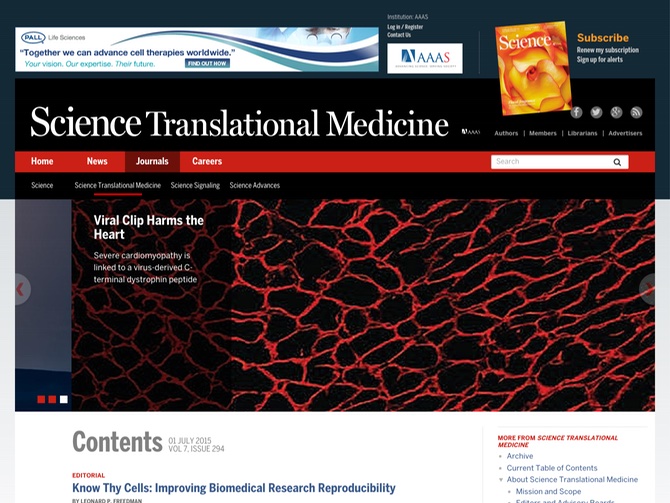 Institution: AAAS
Log in / Register
Contact Us
PALL Life Sciences
"Together we can advance cell therapies worldwide."
Your vision. Our expertise. Their future. FIND OUT HOW
AAAS
Science
Subscribe
Renew my subscription
Sign up for alerts
Science Translational Medicine
AAAS
Authors | Members | Librarians | Advertisers
Home News Journals Careers
Search
Science Science Translational Medicine Science Signaling Science Advances
Viral Clip Harms the
Heart
Severe cardiomyopathy is
linked to a virus-derived C-
terminal dystrophin peptide
Contents
01 JULY 2015
VOL 7, ISSUE 294
EDITORIAL
Know Thy Cells: Improving Biomedical Research Reproducibility
BY LEONARD P. FREEDMAN
MORE FROM SCIENCE TRANSLATIONAL
MEDICINE
Archive
Current Table of Contents
About Science Translational Medicine
Mission and Scope
Editors and Advisory Boards